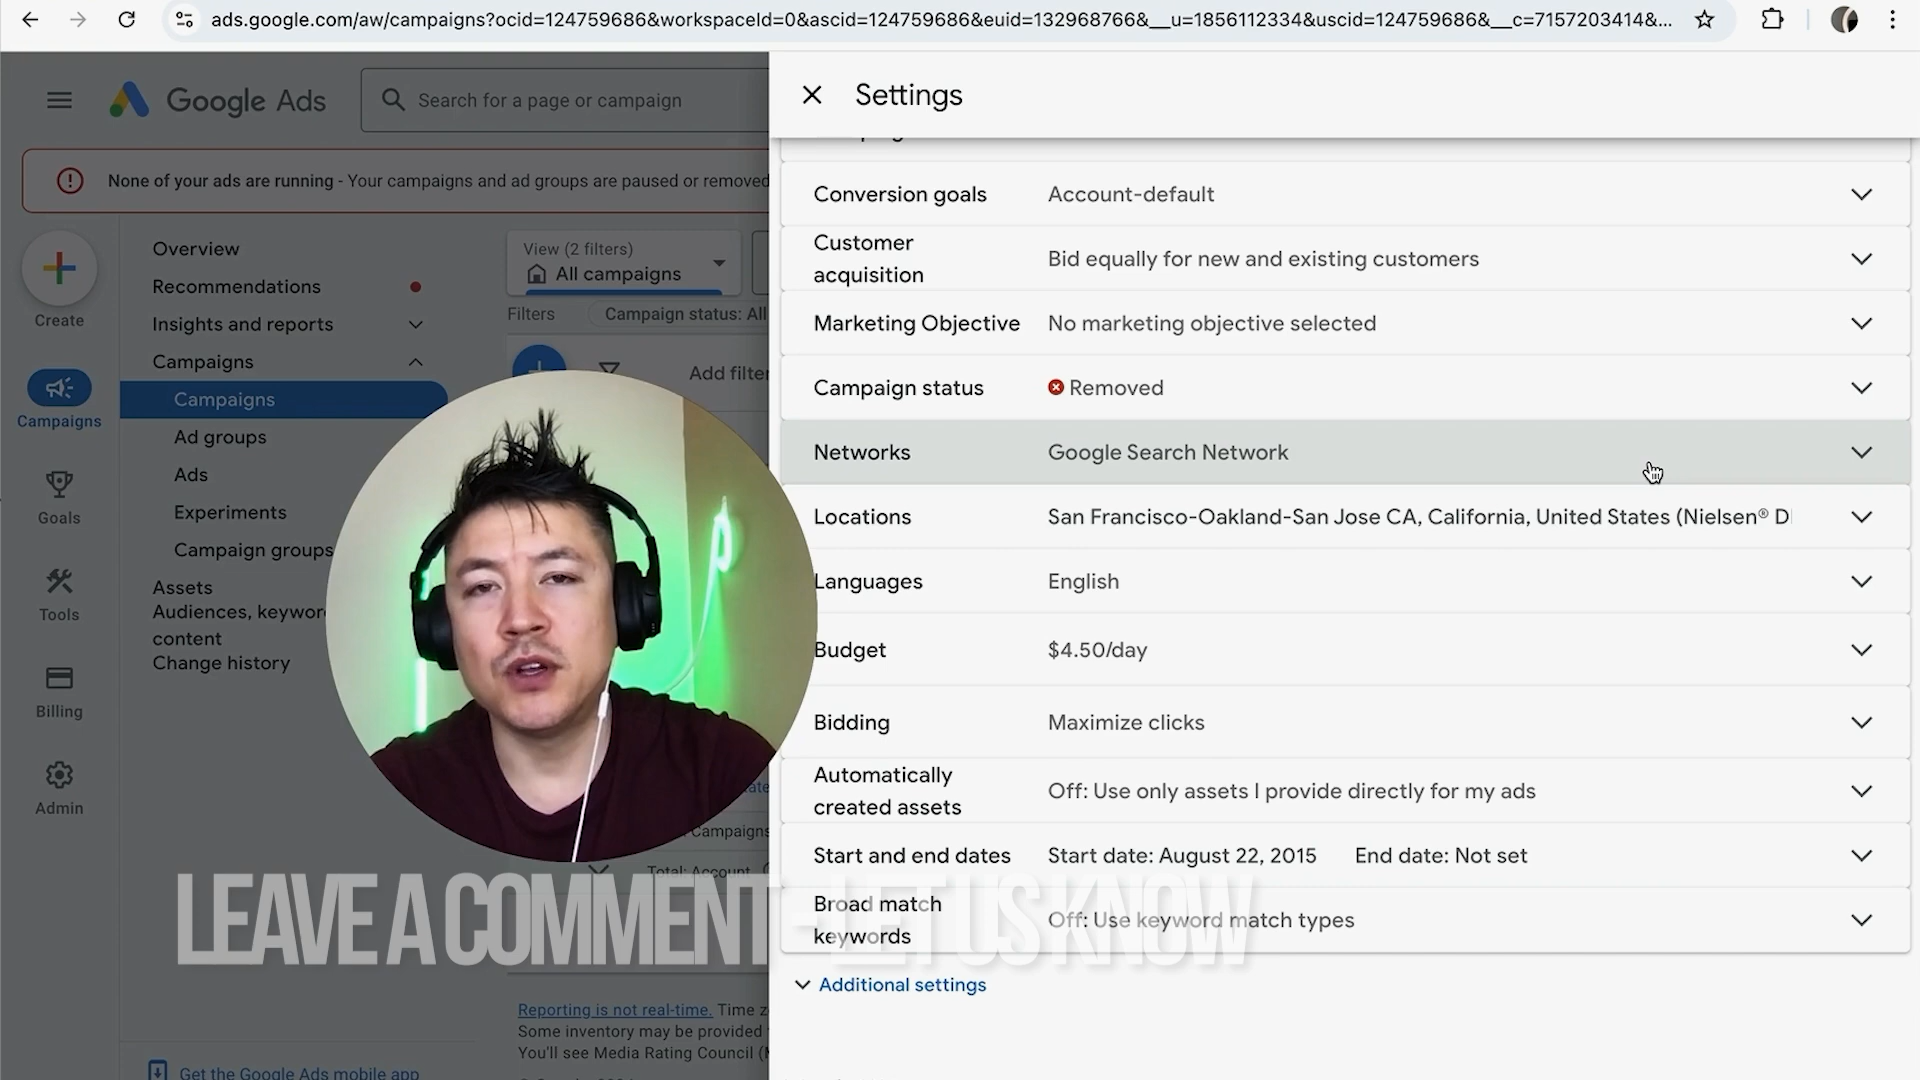 ads.google.com/aw/campaigns?ocid=124759686&workspaceId=0&ascid=124759686&euid=132968766&__u=1856112334&uscid=124759686&__c=7157203414&...
Google Ads
Search for a page or campaign
None of your ads are running - Your campaigns and ad groups are paused or removed
Create
Campaigns
Goals
Tools
Billing
Admin
Overview
Recommendations
Insights and reports
Campaigns
Campaigns
Ad groups
Ads
Experiments
Campaign groups
Assets
Audiences,
content
Change history
Get the Google Ads mobile app
View (2 filters)
All campaigns
Filters
Campaign status: All
Add filter
Campaigns
Total: Account
Reporting is not real-time. Time
Some inventory may be provided
You'll see Media Rating Council
Settings
Conversion goals Account-default
Customer
acquisition
Bid equally for new and existing customers
Marketing Objective No marketing objective selected
Campaign status Removed
Networks Google Search Network
Locations San Francisco-Oakland-San Jose CA, California, United States (Nielsen® D
Languages English
Budget $4.50/day
Bidding Maximize clicks
Automatically
created assets
Off: Use only assets I provide directly for my ads
Start and end dates Start date: August 22, 2015 End date: Not set
Broad match
keywords
Off: Use keyword match types
Additional settings
LEAVE A COMMENT - LET US KNOW